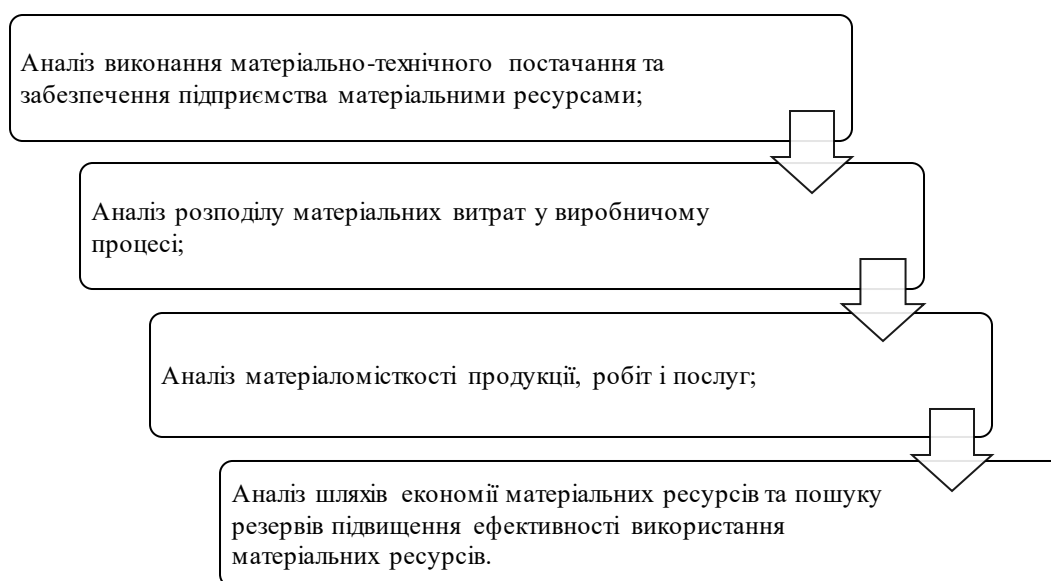 Аналіз виконання матеріально-технічного постачання та
забезпечення підприємства матеріальними ресурсами;
Аналіз розподілу матеріальних витрат у виробничому
процесі;
Аналіз матеріаломісткості продукції, робіт і послуг;
Аналіз шляхів економії матеріальних ресурсів та пошуку
резервів підвищення ефективності використання
матеріальних ресурсів.